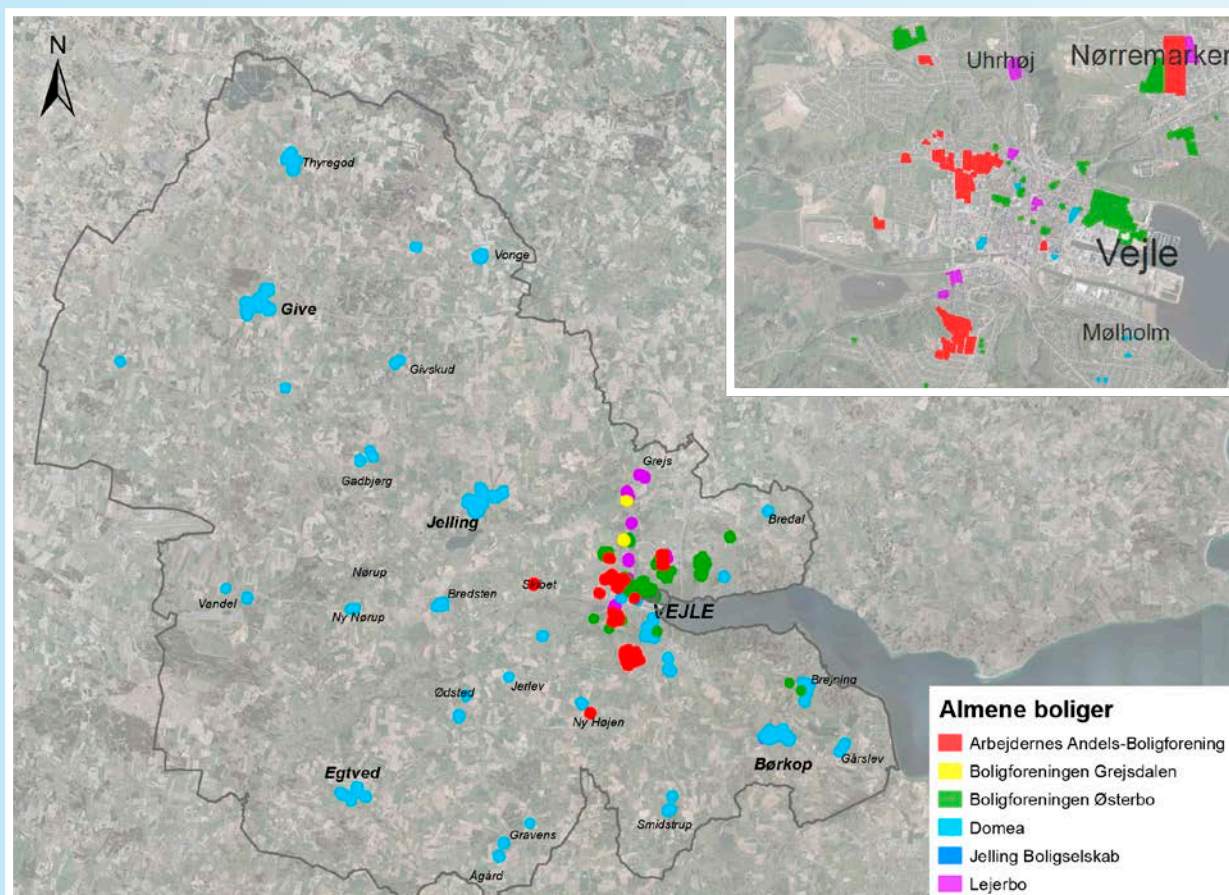 N
Thyregod
Vonge
Give
Givskud
Gadbjerg
Jelling
Grejs
Bredal
Nørup
Vandel
Ny Nørup
Bredsten
Skibet
VEJLE
Ødsted
Jerlev
Ny Højen
Brejning
Børkop
Gårslev
Egtved
Smidstrup
Gravens
Ågård
Uhrhøj
Nørremarken
Vejle
Mølholm
Almene boliger
Arbejdernes Andels-Boligforening
Boligforeningen Grejsdalen
Boligforeningen Østerbo
Domea
Jelling Boligselskab
Lejerbo